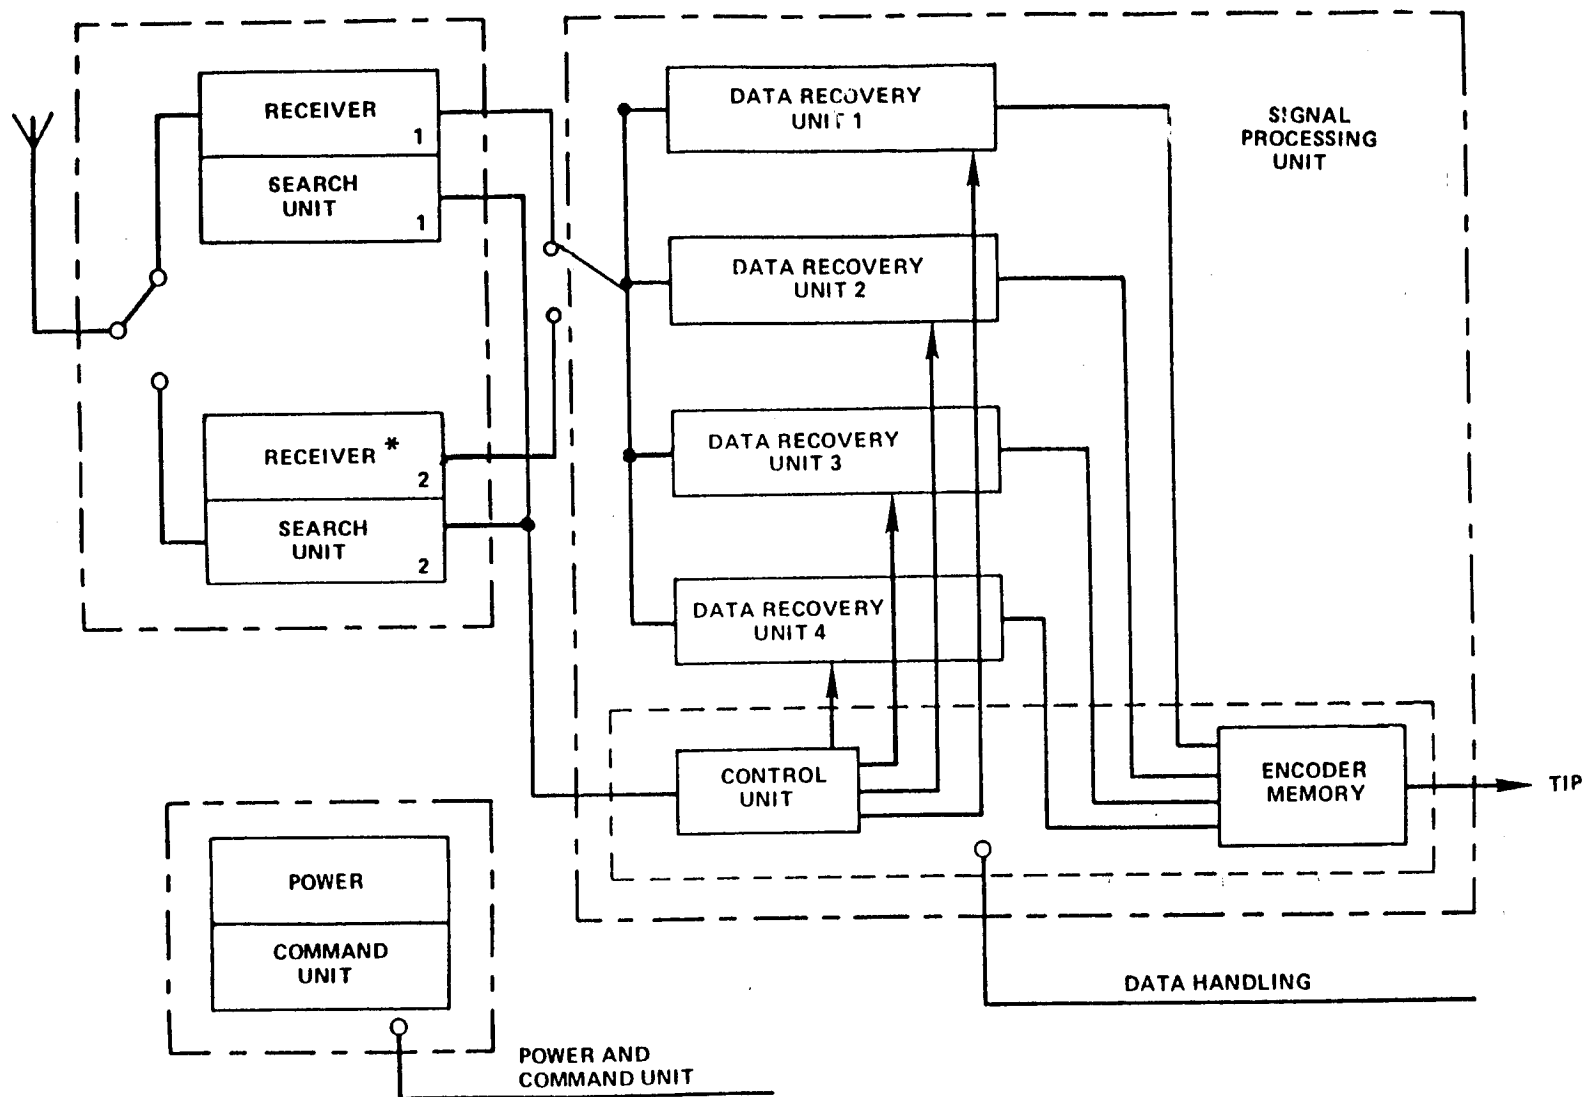 RECEIVER
1
SEARCH
UNIT
1
RECEIVER *
2
SEARCH
UNIT
2
DATA RECOVERY
UNIT 1
DATA RECOVERY
UNIT 2
DATA RECOVERY
UNIT 3
DATA RECOVERY
UNIT 4
SIGNAL
PROCESSING
UNIT
CONTROL
UNIT
ENCODER
MEMORY
TIP
POWER
COMMAND
UNIT
DATA HANDLING
POWER AND
COMMAND UNIT